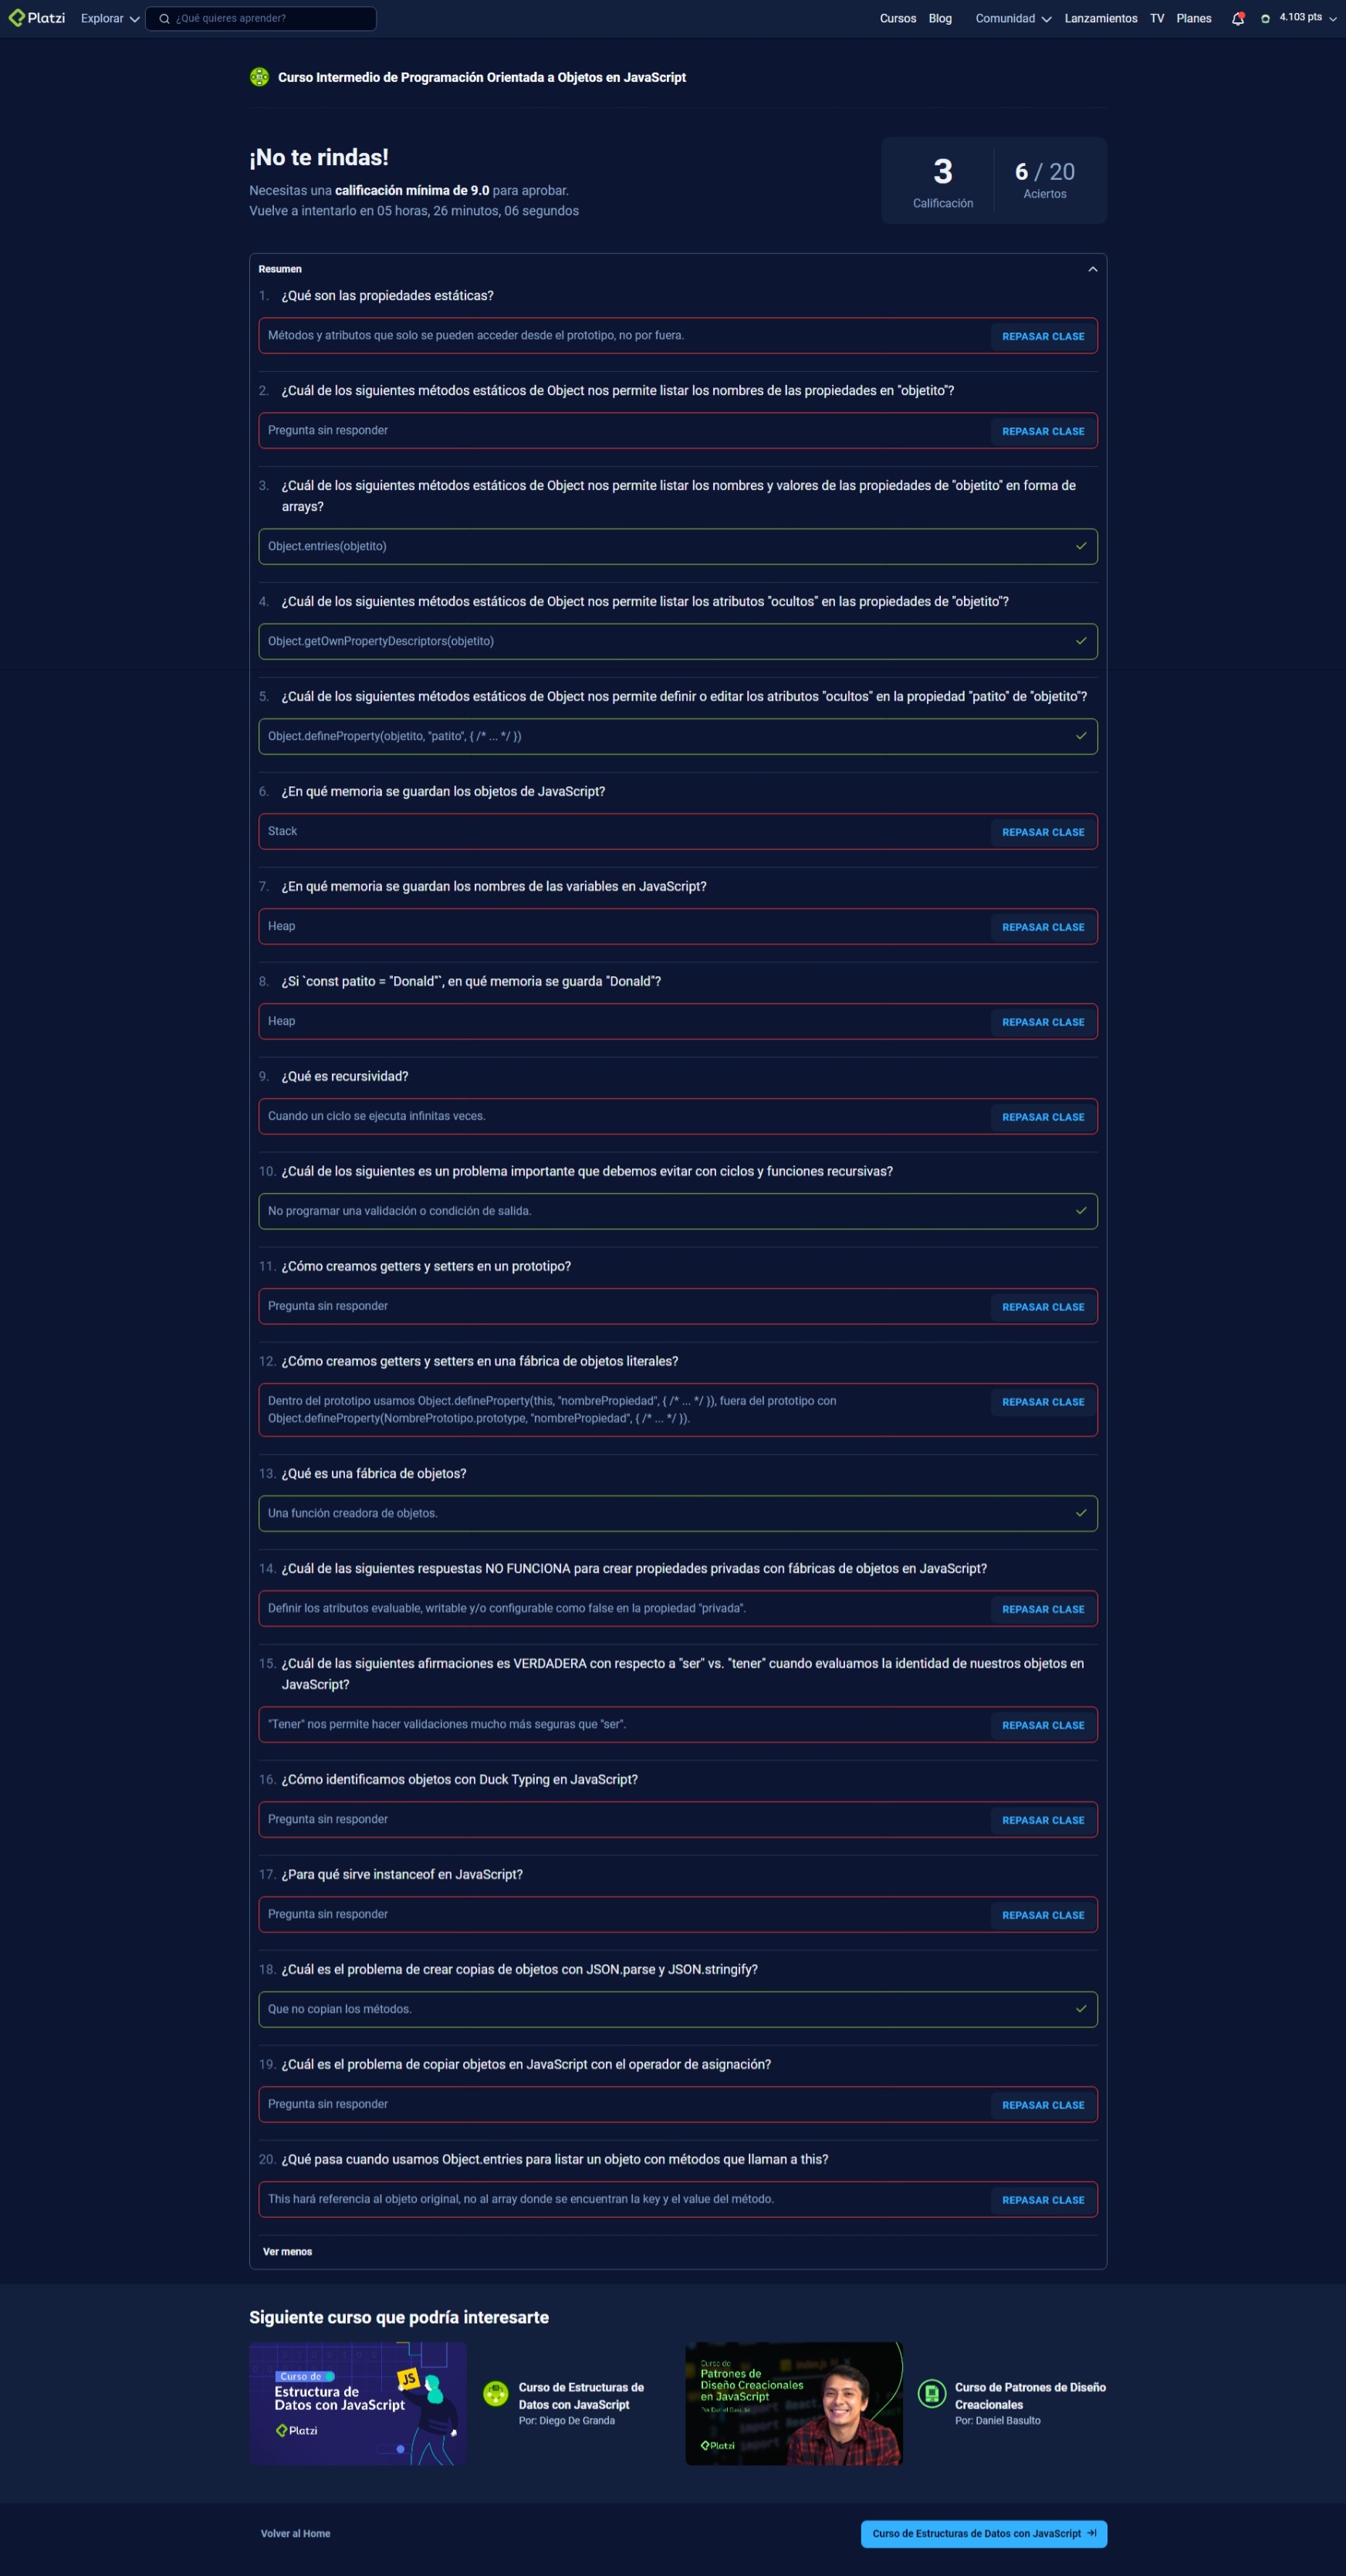 Platzi
Explorar
¿Qué quieres aprender?
Cursos
Blog
Comunidad
Lanzamientos
TV
Planes
4.103 pts
Curso Intermedio de Programación Orientada a Objetos en JavaScript
¡No te rindas!
Necesitas una calificación mínima de 9.0 para aprobar.
Vuelve a intentarlo en 05 horas, 26 minutos, 06 segundos
3
Calificación
6 / 20
Aciertos
Resumen
1. ¿Qué son las propiedades estáticas?
Métodos y atributos que solo se pueden acceder desde el prototipo, no por fuera.
REPASAR CLASE
2. ¿Cuál de los siguientes métodos estáticos de Object nos permite listar los nombres de las propiedades en "objetito"?
Pregunta sin responder
REPASAR CLASE
3. ¿Cuál de los siguientes métodos estáticos de Object nos permite listar los nombres y valores de las propiedades de "objetito" en forma de
arrays?
Object.entries(objetito)
4. ¿Cuál de los siguientes métodos estáticos de Object nos permite listar los atributos "ocultos" en las propiedades de "objetito"?
Object.getOwnPropertyDescriptors(objetito)
5. ¿Cuál de los siguientes métodos estáticos de Object nos permite definir o editar los atributos "ocultos" en la propiedad "patito" de "objetito"?
Object.defineProperty(objetito, "patito", { /* ... */ })
6. ¿En qué memoria se guardan los objetos de JavaScript?
Stack
REPASAR CLASE
7. ¿En qué memoria se guardan los nombres de las variables en JavaScript?
Heap
REPASAR CLASE
8. ¿Si `const patito = "Donald"`, en qué memoria se guarda "Donald"?
Heap
REPASAR CLASE
9. ¿Qué es recursividad?
Cuando un ciclo se ejecuta infinitas veces.
REPASAR CLASE
10. ¿Cuál de los siguientes es un problema importante que debemos evitar con ciclos y funciones recursivas?
No programar una validación o condición de salida.
11. ¿Cómo creamos getters y setters en un prototipo?
Pregunta sin responder
REPASAR CLASE
12. ¿Cómo creamos getters y setters en una fábrica de objetos literales?
Dentro del prototipo usamos Object.defineProperty(this, "nombrePropiedad", { /* ... */ }), fuera del prototipo con
Object.defineProperty(NombrePrototipo.prototype, "nombrePropiedad", { /* ... */ }).
REPASAR CLASE
13. ¿Qué es una fábrica de objetos?
Una función creadora de objetos.
14. ¿Cuál de las siguientes respuestas NO FUNCIONA para crear propiedades privadas con fábricas de objetos en JavaScript?
Definir los atributos evaluable, writable y/o configurable como false en la propiedad "privada".
REPASAR CLASE
15. ¿Cuál de las siguientes afirmaciones es VERDADERA con respecto a "ser" vs. "tener" cuando evaluamos la identidad de nuestros objetos en
JavaScript?
"Tener" nos permite hacer validaciones mucho más seguras que "ser".
REPASAR CLASE
16. ¿Cómo identificamos objetos con Duck Typing en JavaScript?
Pregunta sin responder
REPASAR CLASE
17. ¿Para qué sirve instanceof en JavaScript?
Pregunta sin responder
REPASAR CLASE
18. ¿Cuál es el problema de crear copias de objetos con JSON.parse y JSON.stringify?
Que no copian los métodos.
19. ¿Cuál es el problema de copiar objetos en JavaScript con el operador de asignación?
Pregunta sin responder
REPASAR CLASE
20. ¿Qué pasa cuando usamos Object.entries para listar un objeto con métodos que llaman a this?
This hará referencia al objeto original, no al array donde se encuentran la key y el value del método.
REPASAR CLASE
Ver menos
Siguiente curso que podría interesarte
Curso de
Estructura de
Datos con JavaScript
Platzi
JS
Curso de Estructuras de
Datos con JavaScript
Por: Diego De Granda
Curso de
Patrones de
Diseño Creacionales
en JavaScript
Platzi
Curso de Patrones de Diseño
Creacionales
Por: Daniel Basulto
Volver al Home
Curso de Estructuras de Datos con JavaScript